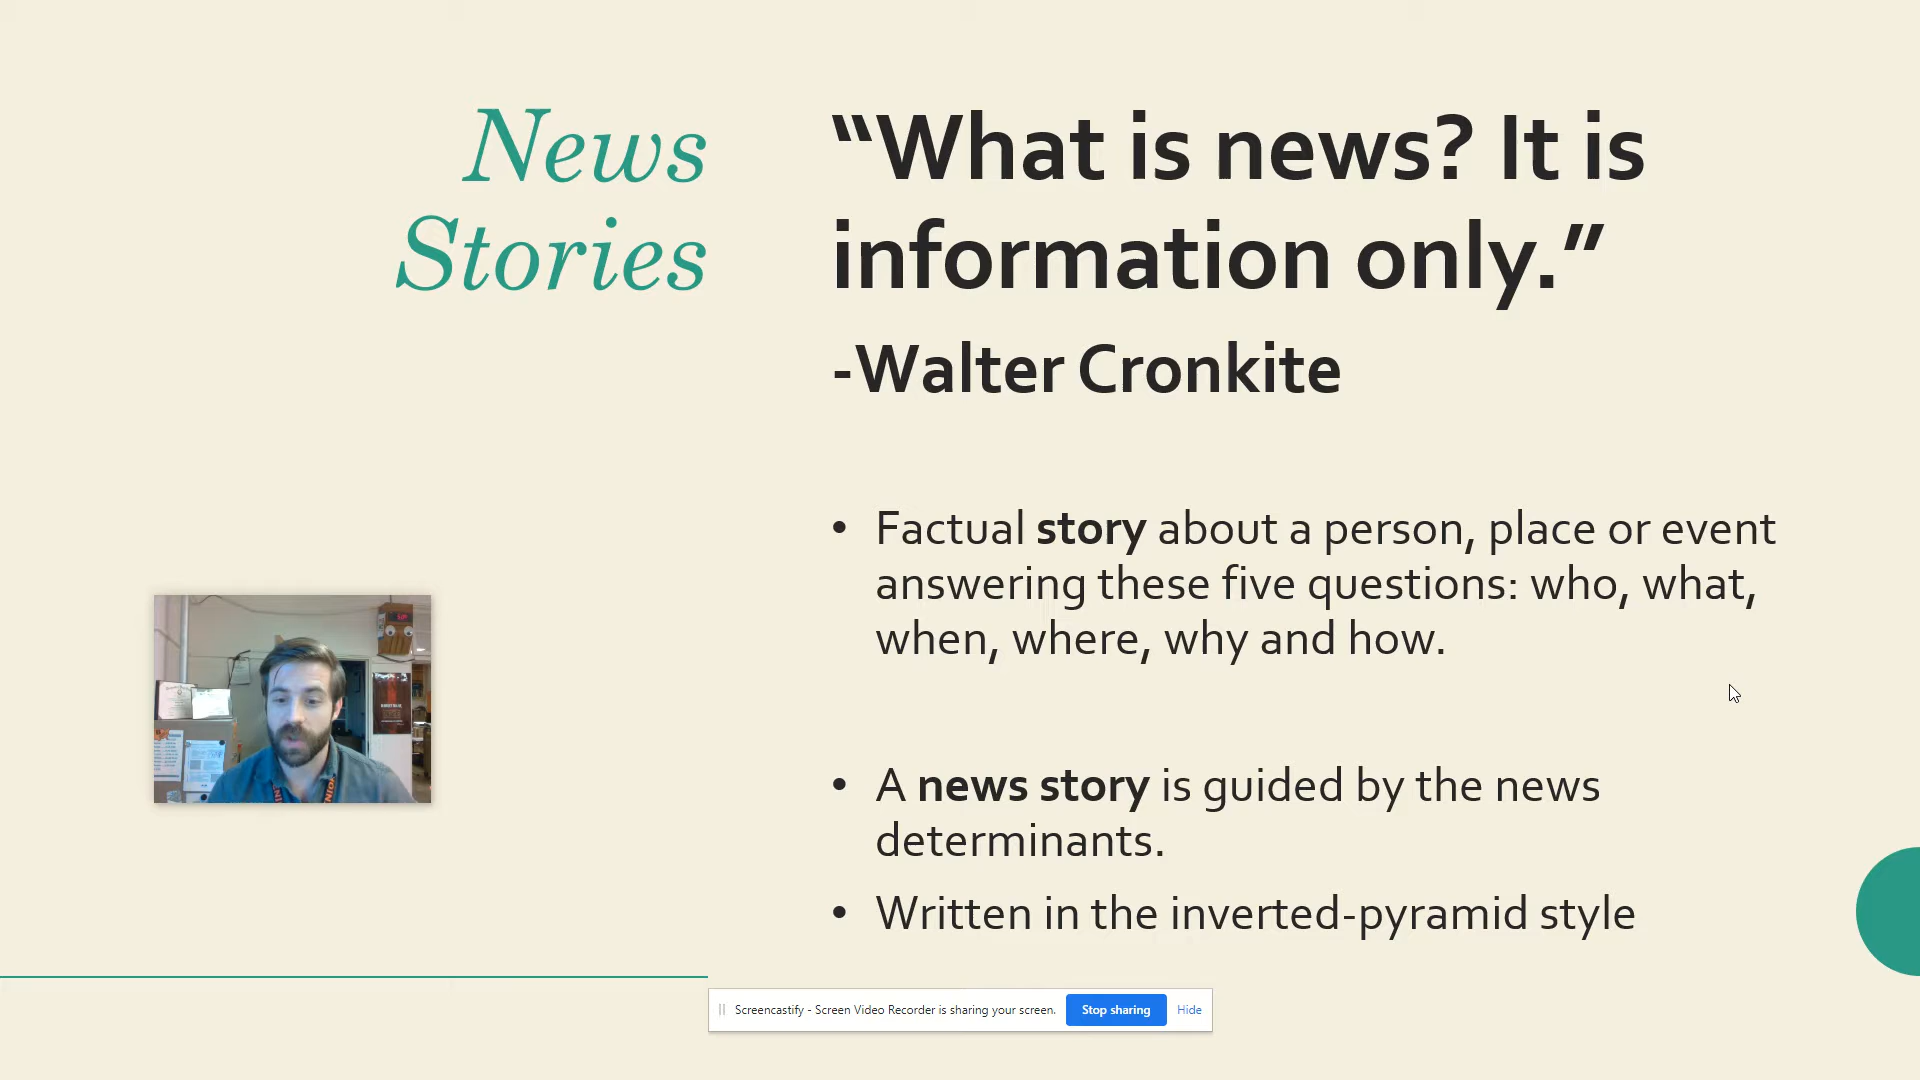 News
Stories
“What is news? It is
information only.”
-Walter Cronkite
• Factual story about a person, place or event
answering these five questions: who, what,
when, where, why and how.
• A news story is guided by the news
determinants.
• Written in the inverted-pyramid style
Screencastify - Screen Video Recorder is sharing your screen.
Stop sharing
Hide